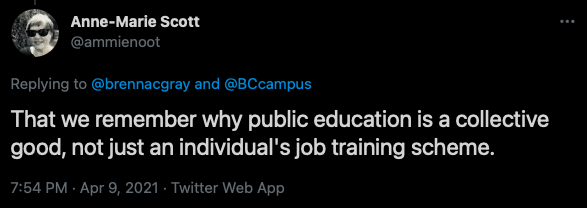 Anne-Marie Scott
@ammienoot
Replying to @brennacgray and @BCcampus
That we remember why public education is a collective
good, not just an individual's job training scheme.
7:54 PM · Apr 9, 2021 · Twitter Web App